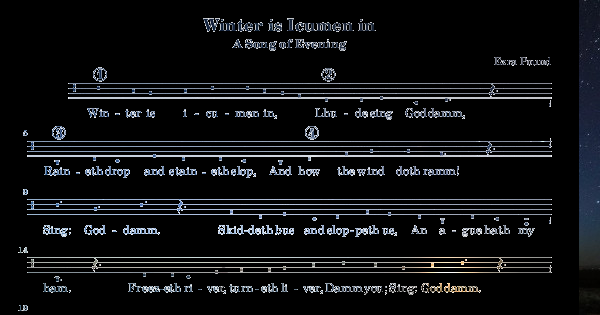 Winter is Icumen in
A Song of Evening
Ezra Pound
① ②
Win - ter is i - cu - men in, Lhu - de sing Goddamm,
6
③ ④
Rain - eth drop and stain - eth slop, And how the wind doth ramm!
9
Sing: God - damm. Skid-deth bus and slop-peth us, An a - gue hath my
14
ham. Freez-eth ri - ver, turn-eth li - ver, Damm you; Sing: Goddamm.
19